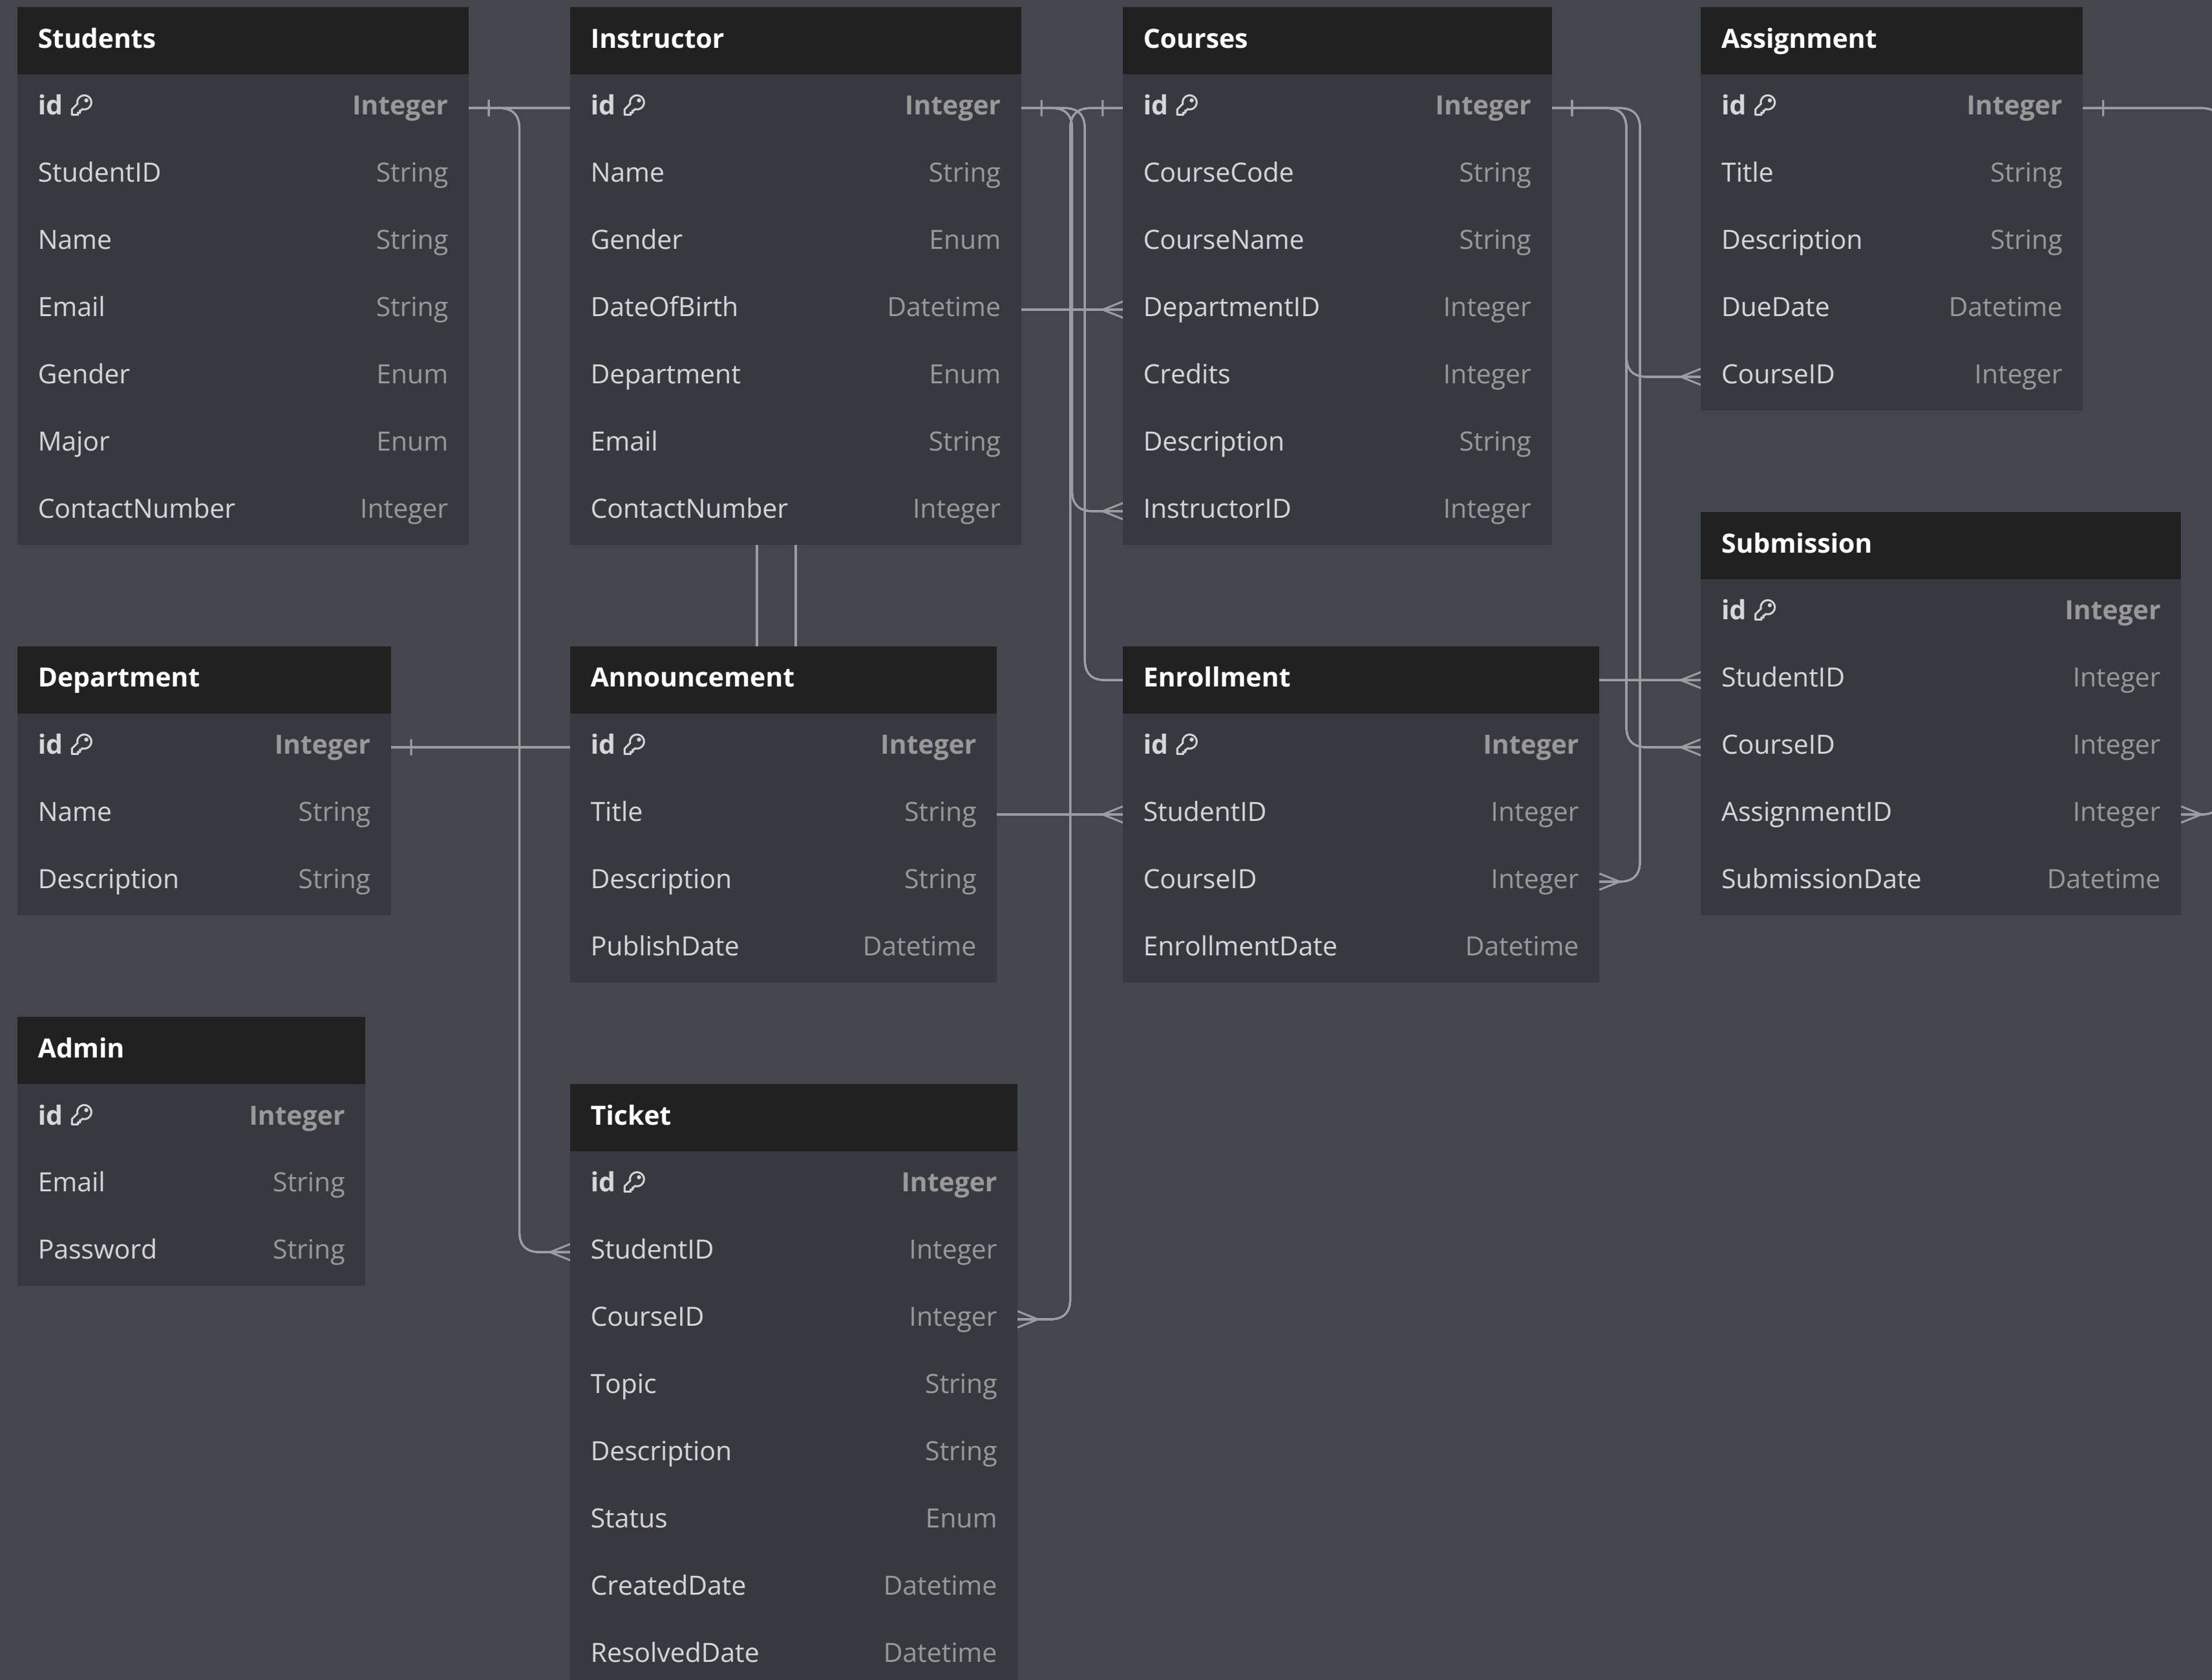 Students
id Integer
StudentID String
Name String
Email String
Gender Enum
Major Enum
ContactNumber Integer
Instructor
id Integer
Name String
Gender Enum
DateOfBirth Datetime
Department Enum
Email String
ContactNumber Integer
Courses
id Integer
CourseCode String
CourseName String
DepartmentID Integer
Credits Integer
Description String
InstructorID Integer
Assignment
id Integer
Title String
Description String
DueDate Datetime
CourseID Integer
Submission
id Integer
StudentID Integer
CourseID Integer
AssignmentID Integer
SubmissionDate Datetime
Department
id Integer
Name String
Description String
Announcement
id Integer
Title String
Description String
PublishDate Datetime
Enrollment
id Integer
StudentID Integer
CourseID Integer
EnrollmentDate Datetime
Admin
id Integer
Email String
Password String
Ticket
id Integer
StudentID Integer
CourseID Integer
Topic String
Description String
Status Enum
CreatedDate Datetime
ResolvedDate Datetime